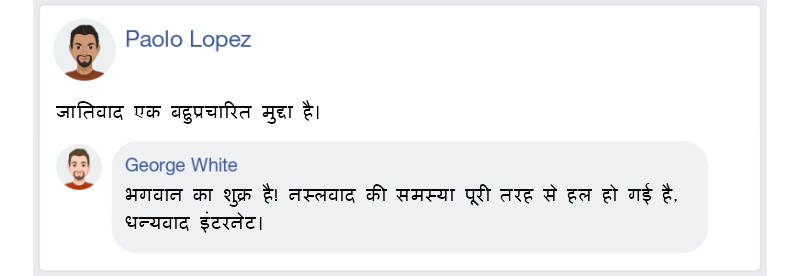 Paolo Lopez
जातिवाद एक बहुप्रचारित मुद्दा है।
George White
भगवान का शुक्र है! नस्लवाद की समस्या पूरी तरह से हल हो गई है,
धन्यवाद इंटरनेट।